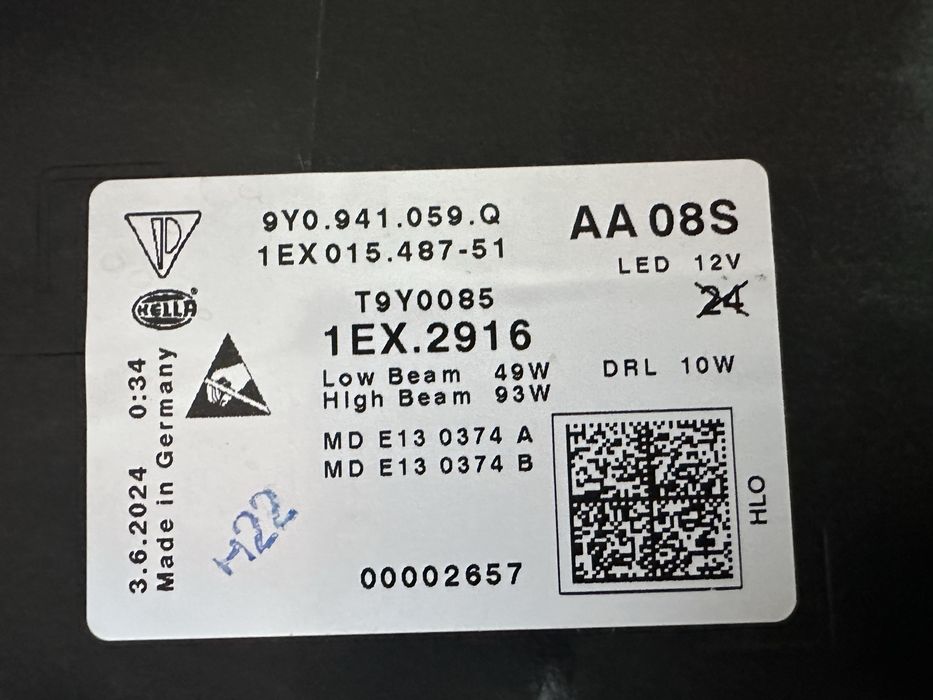 9Y0.941.059.Q
1EX 015.487-51
AA 08S
LED 12V
24
HELLA
T9Y0085
1EX.2916
Low Beam 49W
High Beam 93W
DRL 10W
MD E13 0374 A
MD E13 0374 B
3.6.2024 0:34
Made in Germany
H22
HLO
00002657